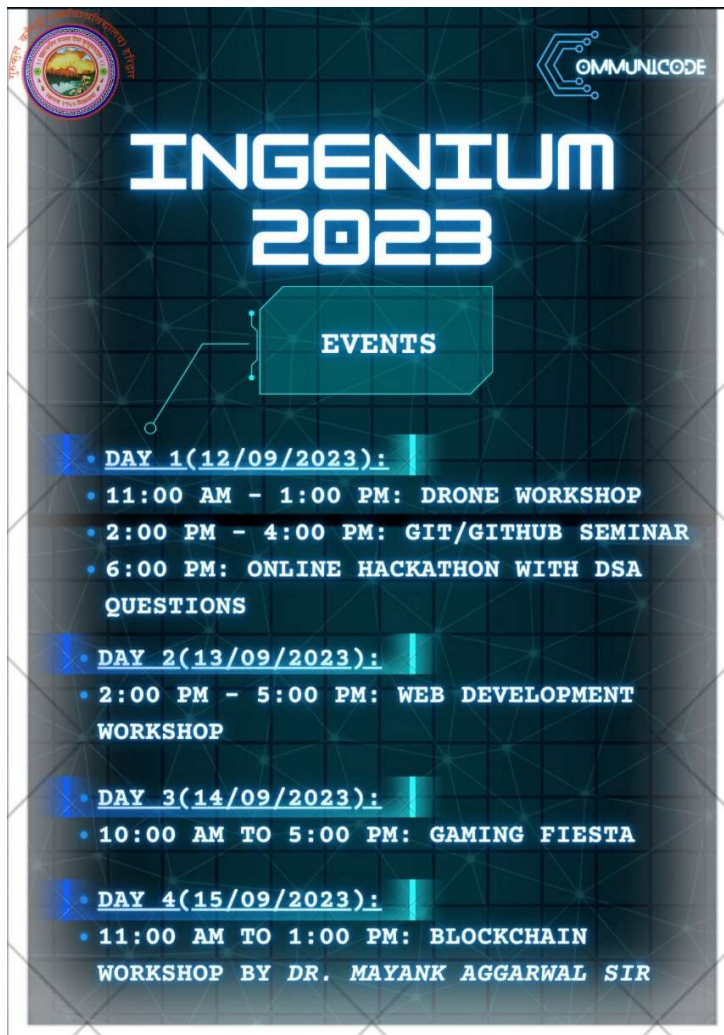 गुरुकुल
हरिद्वार
OMMUNICODE
INGENIUM
2023
EVENTS
DAY 1(12/09/2023):
11:00 AM - 1:00 PM: DRONE WORKSHOP
2:00 PM - 4:00 PM: GIT/GITHUB SEMINAR
6:00 PM: ONLINE HACKATHON WITH DSA
QUESTIONS
DAY 2(13/09/2023):
2:00 PM - 5:00 PM: WEB DEVELOPMENT
WORKSHOP
DAY 3(14/09/2023):
10:00 AM TO 5:00 PM: GAMING FIESTA
DAY 4(15/09/2023):
11:00 AM TO 1:00 PM: BLOCKCHAIN
WORKSHOP BY DR. MAYANK AGGARWAL SIR